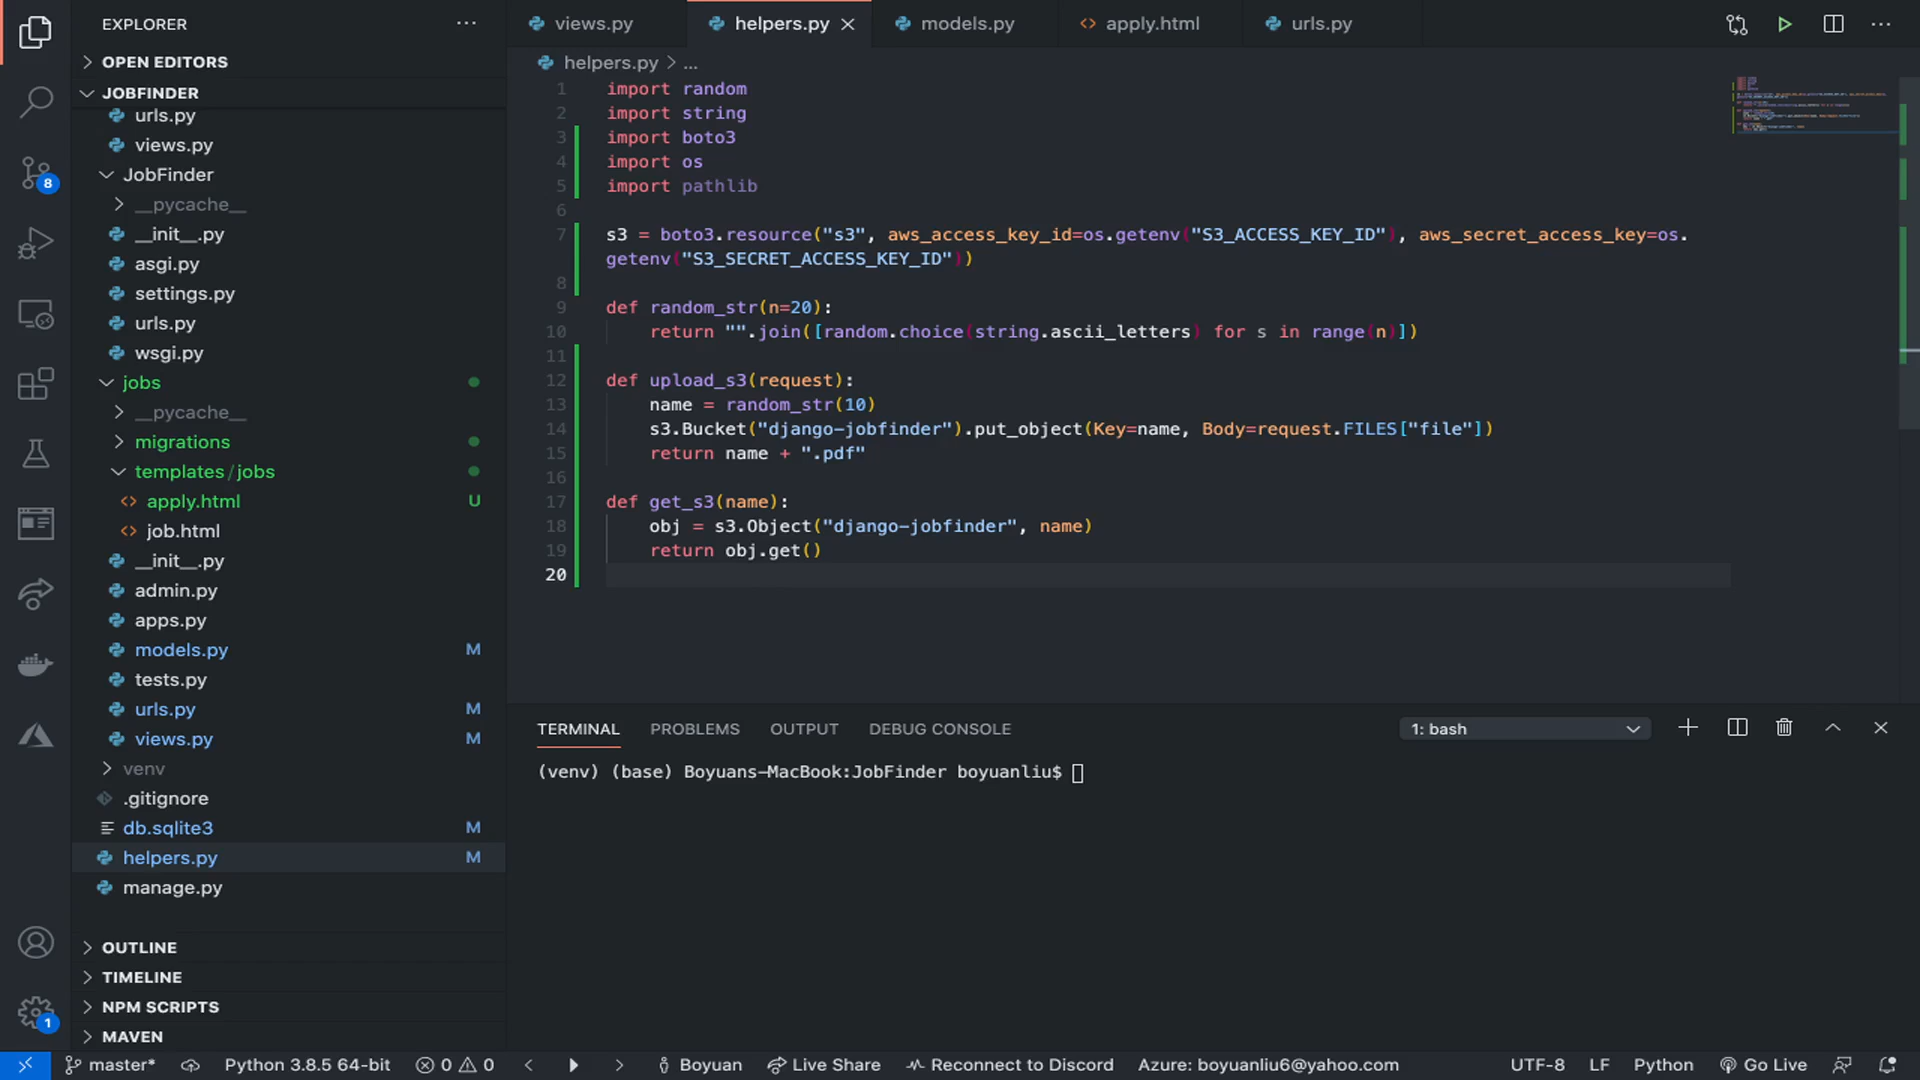 EXPLORER
OPEN EDITORS
JOBFINDER
urls.py
views.py
JobFinder
__pycache__
__init__.py
asgi.py
settings.py
urls.py
wsgi.py
jobs
__pycache__
migrations
templates/jobs
apply.html U
job.html
__init__.py
admin.py
apps.py
models.py M
tests.py
urls.py M
views.py M
venv
.gitignore
db.sqlite3 M
helpers.py M
manage.py
OUTLINE
TIMELINE
NPM SCRIPTS
MAVEN
8
1
views.py helpers.py models.py apply.html urls.py
helpers.py > ...
1 import random
2 import string
3 import boto3
4 import os
5 import pathlib
6
7 s3 = boto3.resource("s3", aws_access_key_id=os.getenv("S3_ACCESS_KEY_ID"), aws_secret_access_key=os.
getenv("S3_SECRET_ACCESS_KEY_ID"))
8
9 def random_str(n=20):
10 return "".join([random.choice(string.ascii_letters) for s in range(n)])
11
12 def upload_s3(request):
13 name = random_str(10)
14 s3.Bucket("django-jobfinder").put_object(Key=name, Body=request.FILES["file"])
15 return name + ".pdf"
16
17 def get_s3(name):
18 obj = s3.Object("django-jobfinder", name)
19 return obj.get()
20
TERMINAL PROBLEMS OUTPUT DEBUG CONSOLE 1: bash
(venv) (base) Boyuans-MacBook:JobFinder boyuanliu$
master* Python 3.8.5 64-bit 0 0 Boyuan Live Share Reconnect to Discord Azure: boyuanliu6@yahoo.com UTF-8 LF Python Go Live